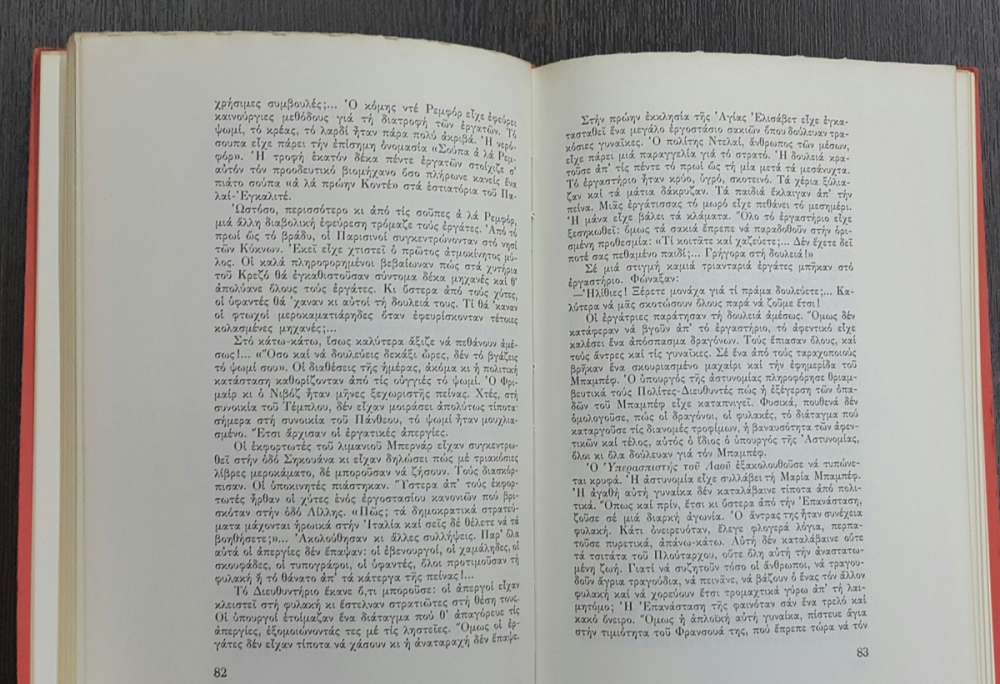 χρήσιμες συμβουλές;... Ὁ κόμης ντέ Ρεμφόρ εἶχε ἐφεύρει
καινούργιες μεθόδους γιά τή διατροφή τῶν ἐργατῶν. Τό
ψωμί, τό κρέας, τό λαρδί ἦταν πάρα πολύ ἀκριβά. Ἡ νερό-
σουπα εἶχε πάρει τήν ἐπίσημη ὀνομασία «Σούπα ἀ λά Ρεμ-
φόρ». Ἡ τροφή ἑκατόν δέκα πέντε ἐργατῶν στοίχιζε σ'
αὐτόν τόν προοδευτικό βιομήχανο ὅσο πλήρωνε κανείς ἕνα
πιάτο σούπα «ἀ λά πρώην Κοντέ» στά ἑστιατόρια τοῦ Πα-
λαί-Ἐγκαλιτέ.
Ὡστόσο, περισσότερο κι ἀπό τίς σοῦπες ἀ λά Ρεμφόρ,
μιά ἄλλη διαβολική ἐφεύρεση τρόμαζε τούς ἐργάτες. Ἀπό τό
πρωί ὡς τό βράδυ, οἱ Παρισινοί συγκεντρώνονταν στό νησί
τῶν Κύκνων. Ἐκεῖ εἶχε χτιστεῖ ὁ πρῶτος ἀτμοκίνητος μύ-
λος. Οἱ καλά πληροφορημένοι βεβαίωναν πώς στά χυτήρια
τοῦ Κρεζό θά ἐγκαθιστοῦσαν σύντομα δέκα μηχανές καί θ'
ἀπολύανε ὅλους τούς ἐργάτες. Κι ὕστερα ἀπό τούς χύτες,
οἱ ὑφαντές θά 'χαναν κι αὐτοί τή δουλειά τους. Τί θά 'καναν
οἱ φτωχοί μεροκαματιάρηδες ὅταν ἐφευρίσκονταν τέτοιες
κολασμένες μηχανές;...
Στό κάτω-κάτω, ἴσως καλύτερα ἄξιζε νά πεθάνουν ἀμέ-
σως!... «Ὅσο καί νά δουλεύεις δεκάξι ὧρες, δέν τό βγάζεις
τό ψωμί σου». Οἱ διαθέσεις τῆς ἡμέρας, ἀκόμα κι ἡ πολιτική
κατάσταση καθορίζονταν ἀπό τίς οὐγγιές τό ψωμί. Ὁ Φρι-
μαίρ κι ὁ Νιβόζ ἦταν μῆνες ξεχωριστῆς πείνας. Χτές, στή
συνοικία τοῦ Τέμπλου, δέν εἶχαν μοιράσει ἀπολύτως τίποτα·
σήμερα στή συνοικία τοῦ Πάνθεου, τό ψωμί ἦταν μουχλια-
σμένο. Ἔτσι ἄρχισαν οἱ ἐργατικές ἀπεργίες.
Οἱ ἐκφορτωτές τοῦ λιμανιοῦ Μπερνάρ εἶχαν συγκεντρω-
θεῖ στήν ὁδό Σηκουάνα κι εἶχαν δηλώσει πώς μέ τριακόσιες
λίβρες μεροκάματο, δέ μποροῦσαν νά ζήσουν. Τούς διασκόρ-
πισαν. Οἱ ὑποκινητές πιάστηκαν. Ὕστερα ἀπ' τούς ἐκφορ-
τωτές ἦρθαν οἱ χύτες ἑνός ἐργοστασίου κανονιῶν πού βρι-
σκόταν στήν ὁδό Λίλλης. «Πῶς; τά δημοκρατικά στρατεύ-
ματα μάχονται ἡρωικά στήν Ἰταλία καί σεῖς δέ θέλετε νά τά
βοηθήσετε;»... Ἀκολούθησαν κι ἄλλες συλλήψεις. Παρ' ὅλα
αὐτά οἱ ἀπεργίες δέν ἔπαψαν: οἱ ἐβενουργοί, οἱ χαμάληδες, οἱ
σκουφάδες, οἱ τυπογράφοι, οἱ ὑφαντές, ὅλοι προτιμοῦσαν τή
φυλακή ἤ τό θάνατο ἀπ' τά κάτεργα τῆς πείνας!...
Τό Διευθυντήριο ἔκανε ὅ,τι μποροῦσε: οἱ ἀπεργοί εἶχαν
κλειστεῖ στή φυλακή κι ἔστελναν στρατιῶτες στή θέση τους.
Οἱ ὑπουργοί ἑτοίμαζαν ἕνα διάταγμα πού θ' ἀπαγόρευε τίς
ἀπεργίες, ἐξομοιώνοντάς τες μέ τίς ληστεῖες. Ὅμως οἱ ἐρ-
γάτες δέν εἶχαν τίποτα νά χάσουν κι ἡ ἀναταραχή δέν ἔπαψε.
82
Στήν πρώην ἐκκλησία τῆς Ἁγίας Ἐλισάβετ εἶχε ἐγκα-
τασταθεῖ ἕνα μεγάλο ἐργοστάσιο σακιῶν ὅπου δούλευαν τρα-
κόσιες γυναῖκες. Ὁ πολίτης Ντελαί, ἄνθρωπος τῶν μέσων,
εἶχε πάρει μιά παραγγελία γιά τό στρατό. Ἡ δουλειά κρα-
τοῦσε ἀπ' τίς πέντε τό πρωί ὥς τή μία μετά τά μεσάνυχτα.
Τό ἐργαστήριο ἦταν κρύο, ὑγρό, σκοτεινό. Τά χέρια ξύλια-
ζαν καί τά μάτια δάκρυζαν. Τά παιδιά ἔκλαιγαν ἀπ' τήν
πείνα. Μιᾶς ἐργάτισσας τό μωρό εἶχε πεθάνει τό μεσημέρι.
Ἡ μάνα εἶχε βάλει τά κλάματα. Ὅλο τό ἐργαστήριο εἶχε
ξεσηκωθεῖ: ὅμως τά σακιά ἔπρεπε νά παραδοθοῦν στήν ὁρι-
σμένη προθεσμία: «Τί κοιτᾶτε καί χαζεύετε;... Δέν ἔχετε δεῖ
ποτέ σας πεθαμένο παιδί;... Γρήγορα στή δουλειά!»
Σέ μιά στιγμή καμιά τριανταριά ἐργάτες μπῆκαν στό
ἐργαστήριο. Φώναξαν:
—Ἠλίθιες! Ξέρετε μονάχα γιά τί πράμα δουλεύετε;... Κα-
λύτερα νά μᾶς σκοτώσουν ὅλους παρά νά ζοῦμε ἔτσι!
Οἱ ἐργάτριες παράτησαν τή δουλειά ἀμέσως. Ὅμως δέν
κατάφεραν νά βγοῦν ἀπ' τό ἐργαστήριο, τό ἀφεντικό εἶχε
καλέσει ἕνα ἀπόσπασμα δραγόνων. Τούς ἔπιασαν ὅλους, καί
τούς ἄντρες καί τίς γυναῖκες. Σέ ἕνα ἀπό τούς ταραχοποιούς
βρῆκαν ἕνα σκουριασμένο μαχαίρι καί τήν ἐφημερίδα τοῦ
Μπαμπέφ. Ὁ ὑπουργός τῆς ἀστυνομίας πληροφόρησε θριαμ-
βευτικά τούς Πολίτες-Διευθυντές πώς ἡ ἐξέγερση τῶν ὀπα-
δῶν τοῦ Μπαμπέφ εἶχε καταπνιγεῖ. Φυσικά, πουθενά δέν
ὁμολογοῦσε, πώς οἱ δραγόνοι, οἱ φυλακές, τό διάταγμα πού
καταργοῦσε τίς διανομές τροφίμων, ἡ βαναυσότητα τῶν ἀφεν-
τικῶν καί τέλος, αὐτός ὁ ἴδιος ὁ ὑπουργός τῆς Ἀστυνομίας,
ὅλοι κι ὅλα δούλευαν γιά τόν Μπαμπέφ.
Ὁ Ὑπερασπιστής τοῦ Λαοῦ ἐξακολουθοῦσε νά τυπώνε-
ται κρυφά. Ἡ ἀστυνομία εἶχε συλλάβει τή Μαρία Μπαμπέφ.
Ἡ ἀγαθή αὐτή γυναίκα δέν καταλάβαινε τίποτα ἀπό πολι-
τικά. Ὅπως καί πρίν, ἔτσι κι ὕστερα ἀπό τήν Ἐπανάσταση,
ζοῦσε σέ μιά διαρκή ἀγωνία. Ὁ ἄντρας της ἦταν συνέχεια
φυλακή. Κάτι ὀνειρευόταν, ἔλεγε φλογερά λόγια, περπα-
τοῦσε πυρετικά, ἀπάνω-κάτω. Αὐτή δέν καταλάβαινε οὔτε
τά τσιτάτα τοῦ Πλούταρχου, οὔτε ὅλη αὐτή τήν ἀναστατω-
μένη ζωή. Γιατί νά συζητοῦν τόσο οἱ ἄνθρωποι, νά τραγου-
δοῦν ἄγρια τραγούδια, νά πεινᾶνε, νά βάζουν ὁ ἕνας τόν ἄλλον
φυλακή καί νά χορεύουν ἔτσι τρομαχτικά γύρω ἀπ' τή λαι-
μητόμο; Ἡ Ἐπανάσταση τῆς φαινόταν σάν ἕνα τρελό καί
κακό ὄνειρο. Ὅμως ἡ ἁπλοϊκή αὐτή γυναίκα, πίστευε ἅγια
στήν τιμιότητα τοῦ Φρανσουά της, πού ἔπρεπε τώρα νά τόν
83